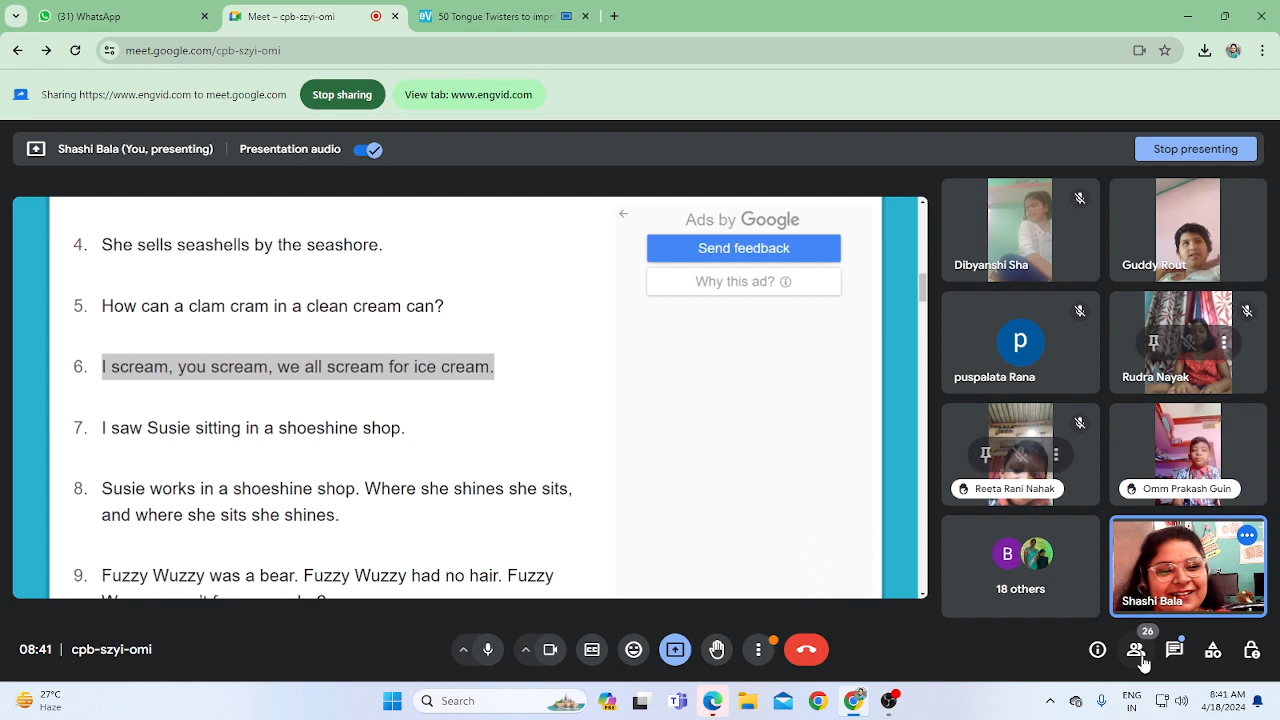 (31) WhatsApp
Meet – cpb-szyi-omi
50 Tongue Twisters to impr
meet.google.com/cpb-szyi-omi
Sharing https://www.engvid.com to meet.google.com
Stop sharing
View tab: www.engvid.com
Shashi Bala (You, presenting)
Presentation audio
Stop presenting
4. She sells seashells by the seashore.
5. How can a clam cram in a clean cream can?
6. I scream, you scream, we all scream for ice cream.
7. I saw Susie sitting in a shoeshine shop.
8. Susie works in a shoeshine shop. Where she shines she sits,
and where she sits she shines.
9. Fuzzy Wuzzy was a bear. Fuzzy Wuzzy had no hair. Fuzzy
Ads by Google
Send feedback
Why this ad?
Dibyanshi Sha
Guddy Rout
p
puspalata Rana
Rudra Nayak
Reeta Rani Nahak
Omm Prakash Guin
B
18 others
Shashi Bala
26
08:41 | cpb-szyi-omi
27°C
Haze
Search
ENG
IN
8:41 AM
4/18/2024